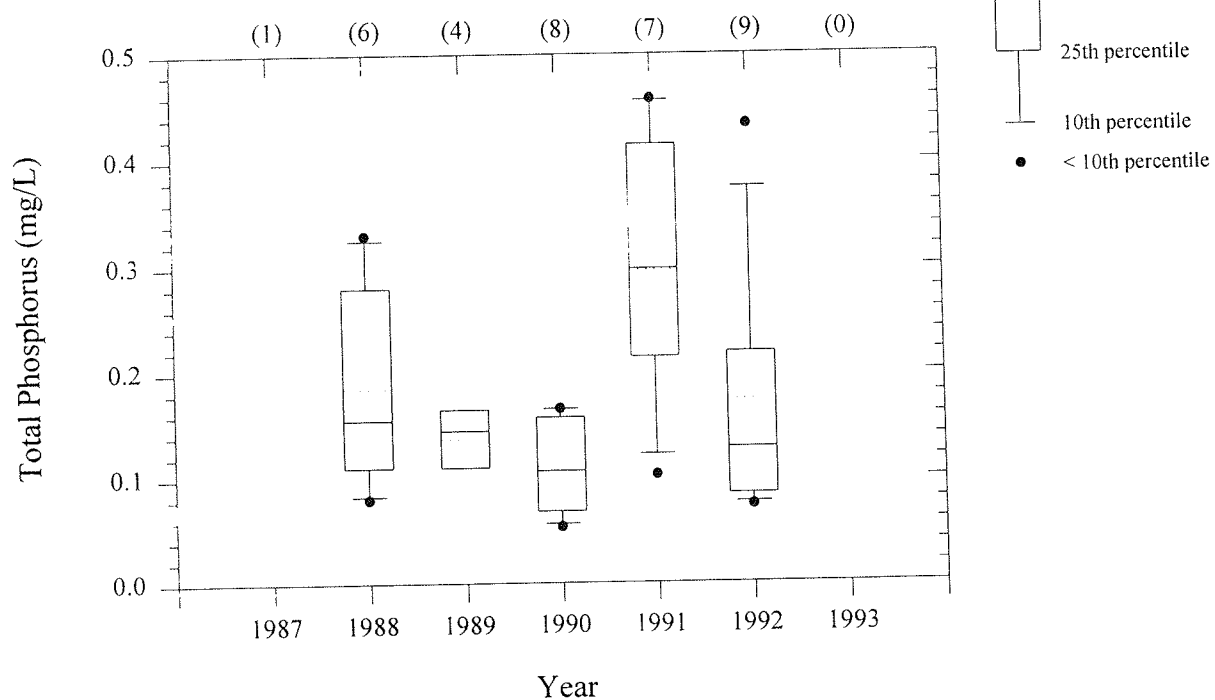 (1) (6) (4) (8) (7) (9) (0)
25th percentile
10th percentile
< 10th percentile
Total Phosphorus (mg/L)
0.5
0.4
0.3
0.2
0.1
0.0
1987 1988 1989 1990 1991 1992 1993
Year